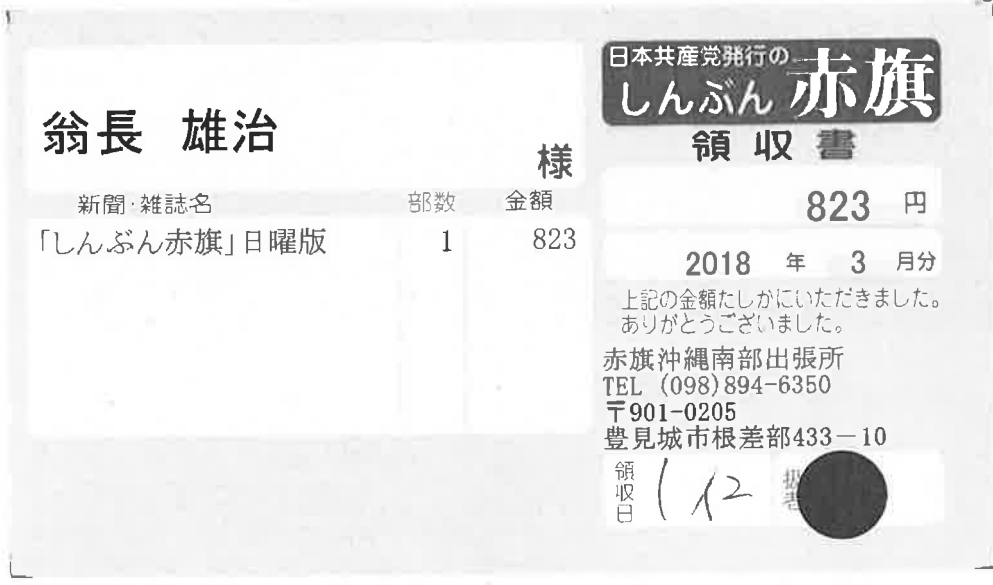 翁長 雄治
様
新聞・雑誌名 部数 金額
「しんぶん赤旗」日曜版 1 823
日本共産党発行の
しんぶん 赤旗
領収書
823 円
2018 年 3 月分
上記の金額たしかにいただきました。
ありがとうございました。
赤旗沖縄南部出張所
TEL (098)894-6350
〒901-0205
豊見城市根差部433－10
領収日
扱者